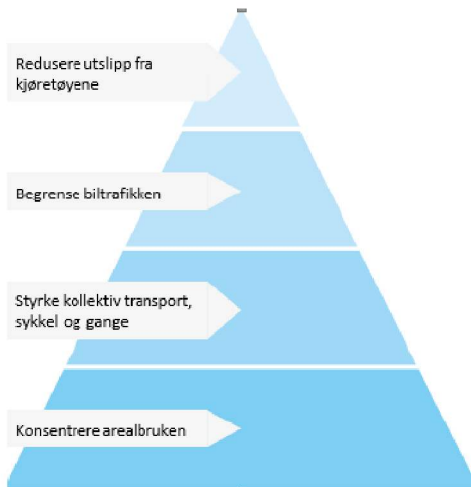 Redusere utslipp fra
kjøretøyene
Begrense biltrafikken
Styrke kollektiv transport,
sykkel og gange
Konsentrere arealbruken